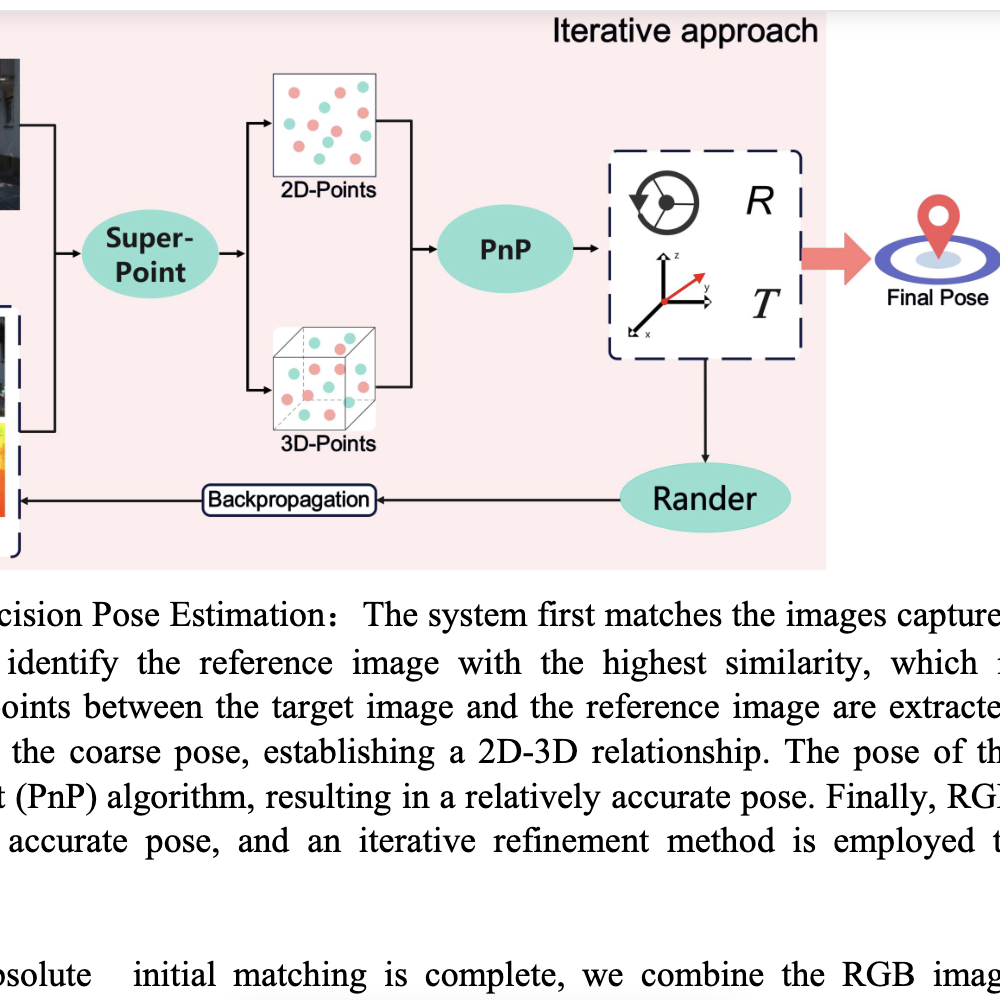 Iterative approach
2D-Points
Super-
Point
PnP
R
z
y
x
T
Final Pose
3D-Points
Backpropagation
Rander
cision Pose Estimation： The system first matches the images capture
identify the reference image with the highest similarity, which
oints between the target image and the reference image are extracte
the coarse pose, establishing a 2D-3D relationship. The pose of th
t (PnP) algorithm, resulting in a relatively accurate pose. Finally, RGI
accurate pose, and an iterative refinement method is employed t
bsolute initial matching is complete, we combine the RGB imag